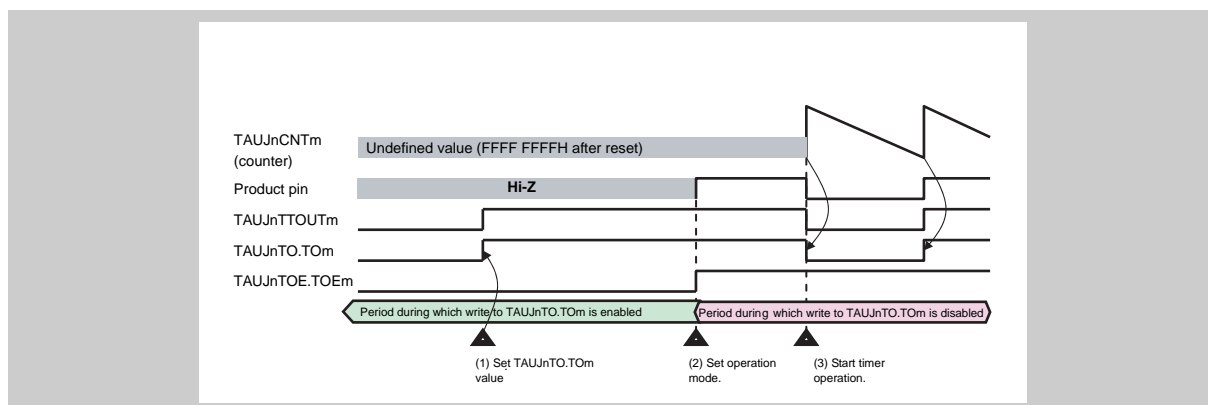 TAUJnCNTm
(counter)
Undefined value (FFFF FFFFH after reset)
Product pin
Hi-Z
TAUJnTTOUTm
TAUJnTO.TOm
TAUJnTOE.TOEm
Period during which write to TAUJnTO.TOm is enabled
Period during which write to TAUJnTO.TOm is disabled
(1) Set TAUJnTO.TOm
value
(2) Set operation
mode.
(3) Start timer
operation.